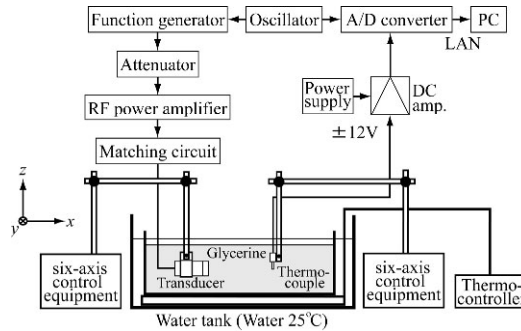 Function generator
Oscillator
A/D converter
PC
LAN
Attenuator
Power
supply
DC
amp.
RF power amplifier
±12V
Matching circuit
z
y
x
Glycerine
Transducer
Thermo-
couple
six-axis
control
equipment
six-axis
control
equipment
Thermo-
controller
Water tank (Water 25°C)